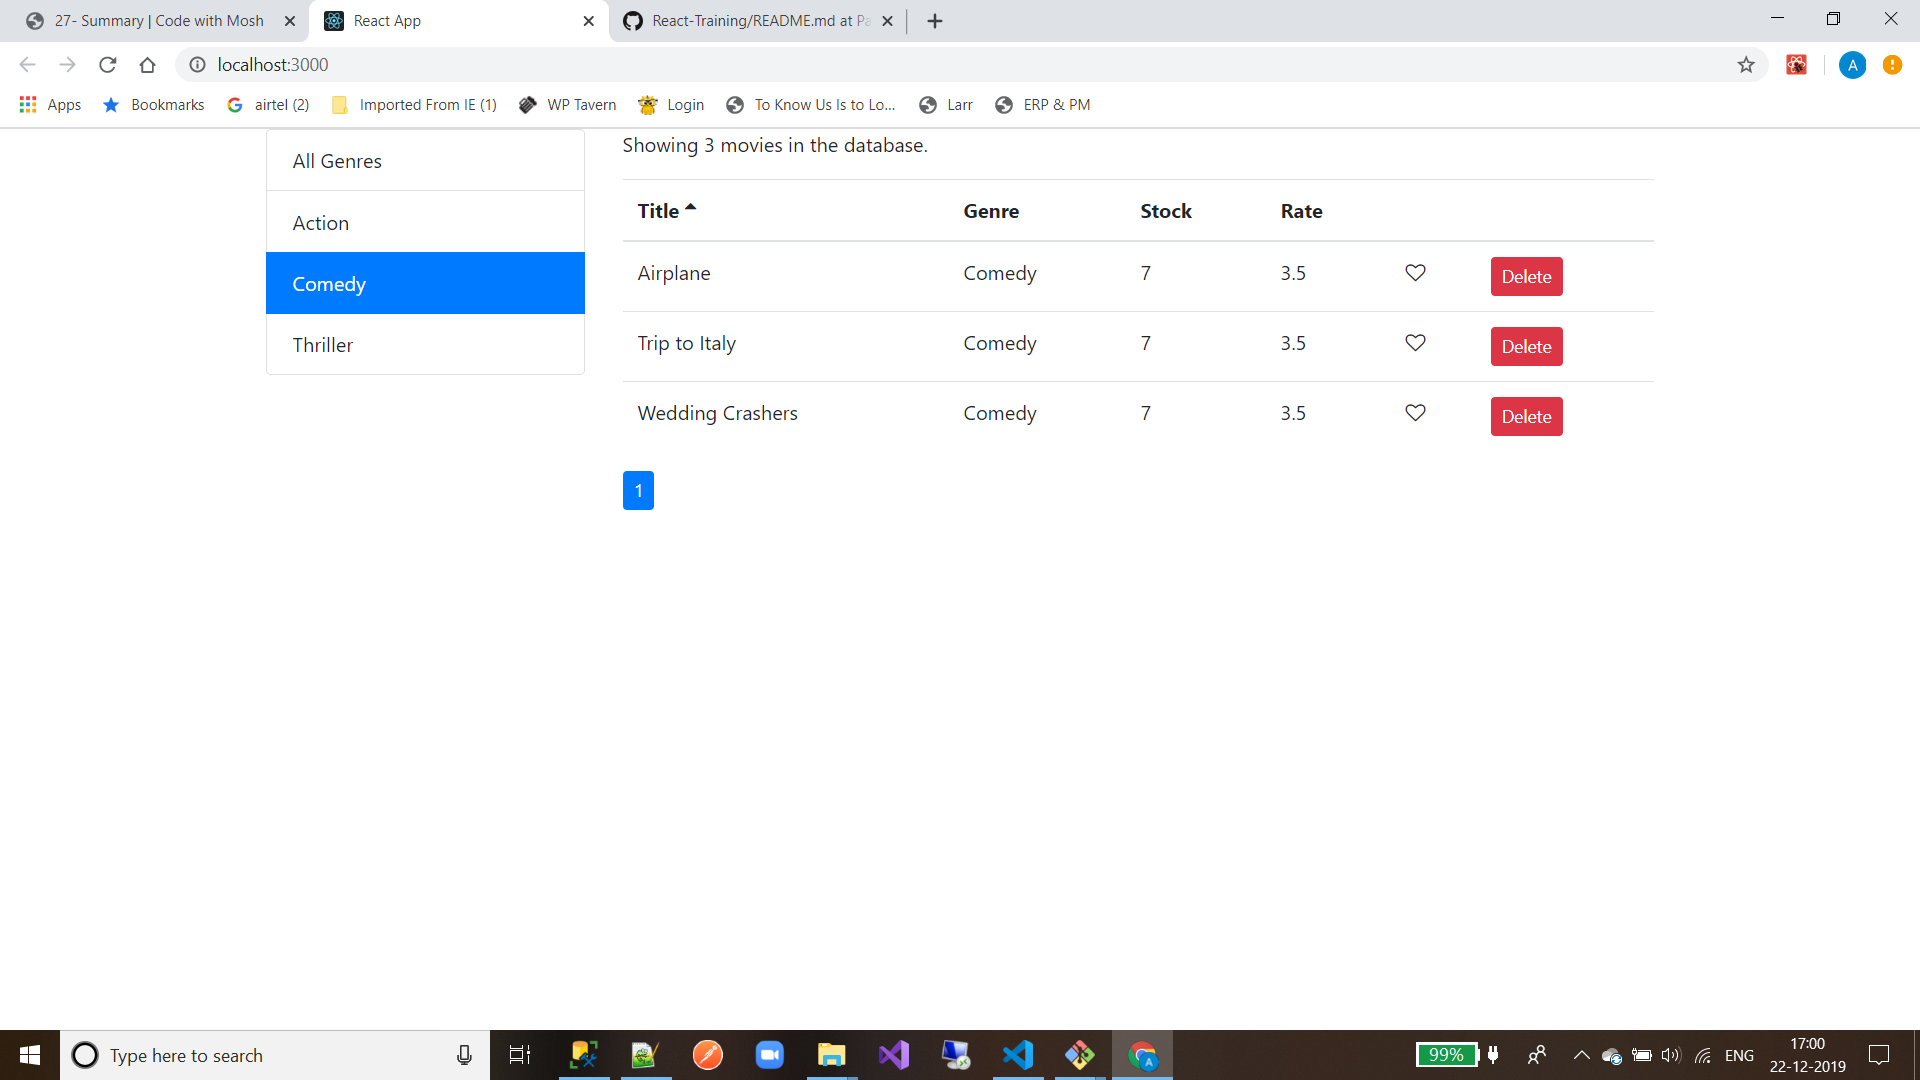 27- Summary | Code with Mosh
React App
React-Training/README.md at Pa
localhost:3000
A
Apps
Bookmarks
airtel (2)
Imported From IE (1)
WP Tavern
Login
To Know Us Is to Lo...
Larr
ERP & PM
All Genres
Action
Comedy
Thriller
Showing 3 movies in the database.
Title Genre Stock Rate
Airplane Comedy 7 3.5 Delete
Trip to Italy Comedy 7 3.5 Delete
Wedding Crashers Comedy 7 3.5 Delete
1
Type here to search
A
99%
ENG
17:00
22-12-2019